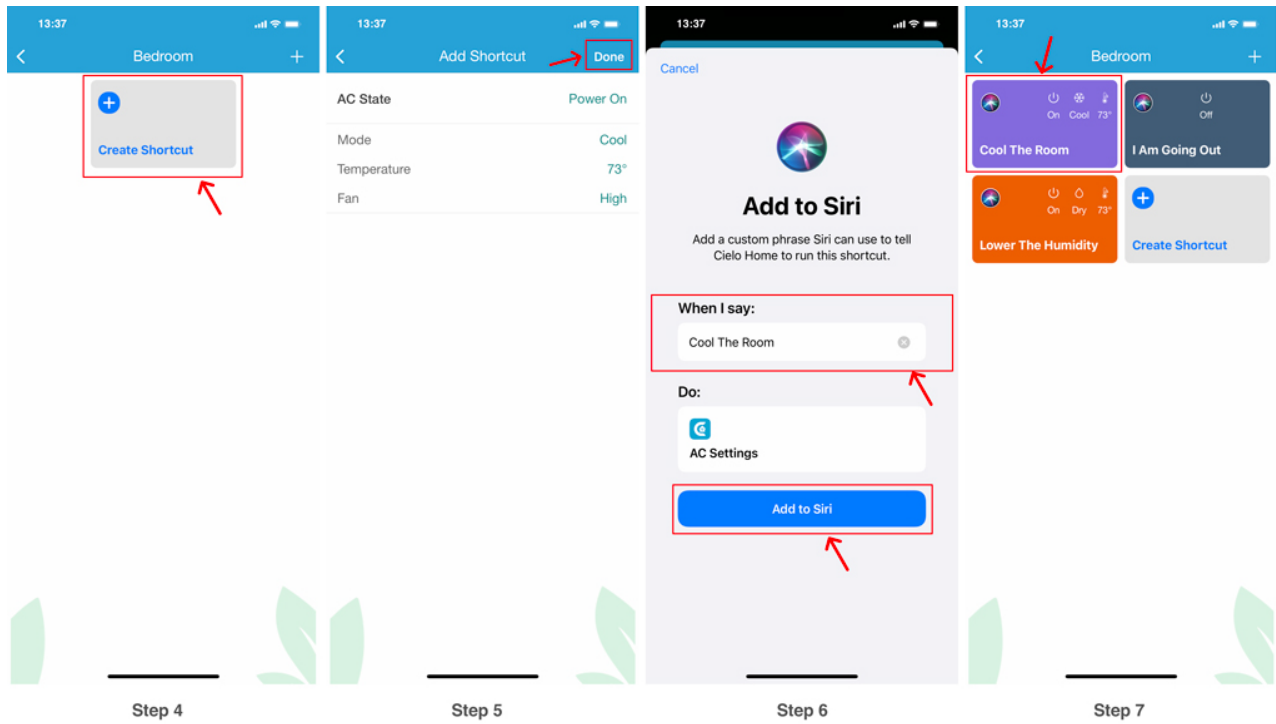 13:37
Bedroom
Create Shortcut
Step 4
13:37
Add Shortcut
Done
AC State Power On
Mode Cool
Temperature 73°
Fan High
Step 5
13:37
Cancel
Add to Siri
Add a custom phrase Siri can use to tell
Cielo Home to run this shortcut.
When I say:
Cool The Room
Do:
AC Settings
Add to Siri
Step 6
13:37
Bedroom
On Cool 73°
Cool The Room
Off
I Am Going Out
On Dry 73°
Lower The Humidity
Create Shortcut
Step 7